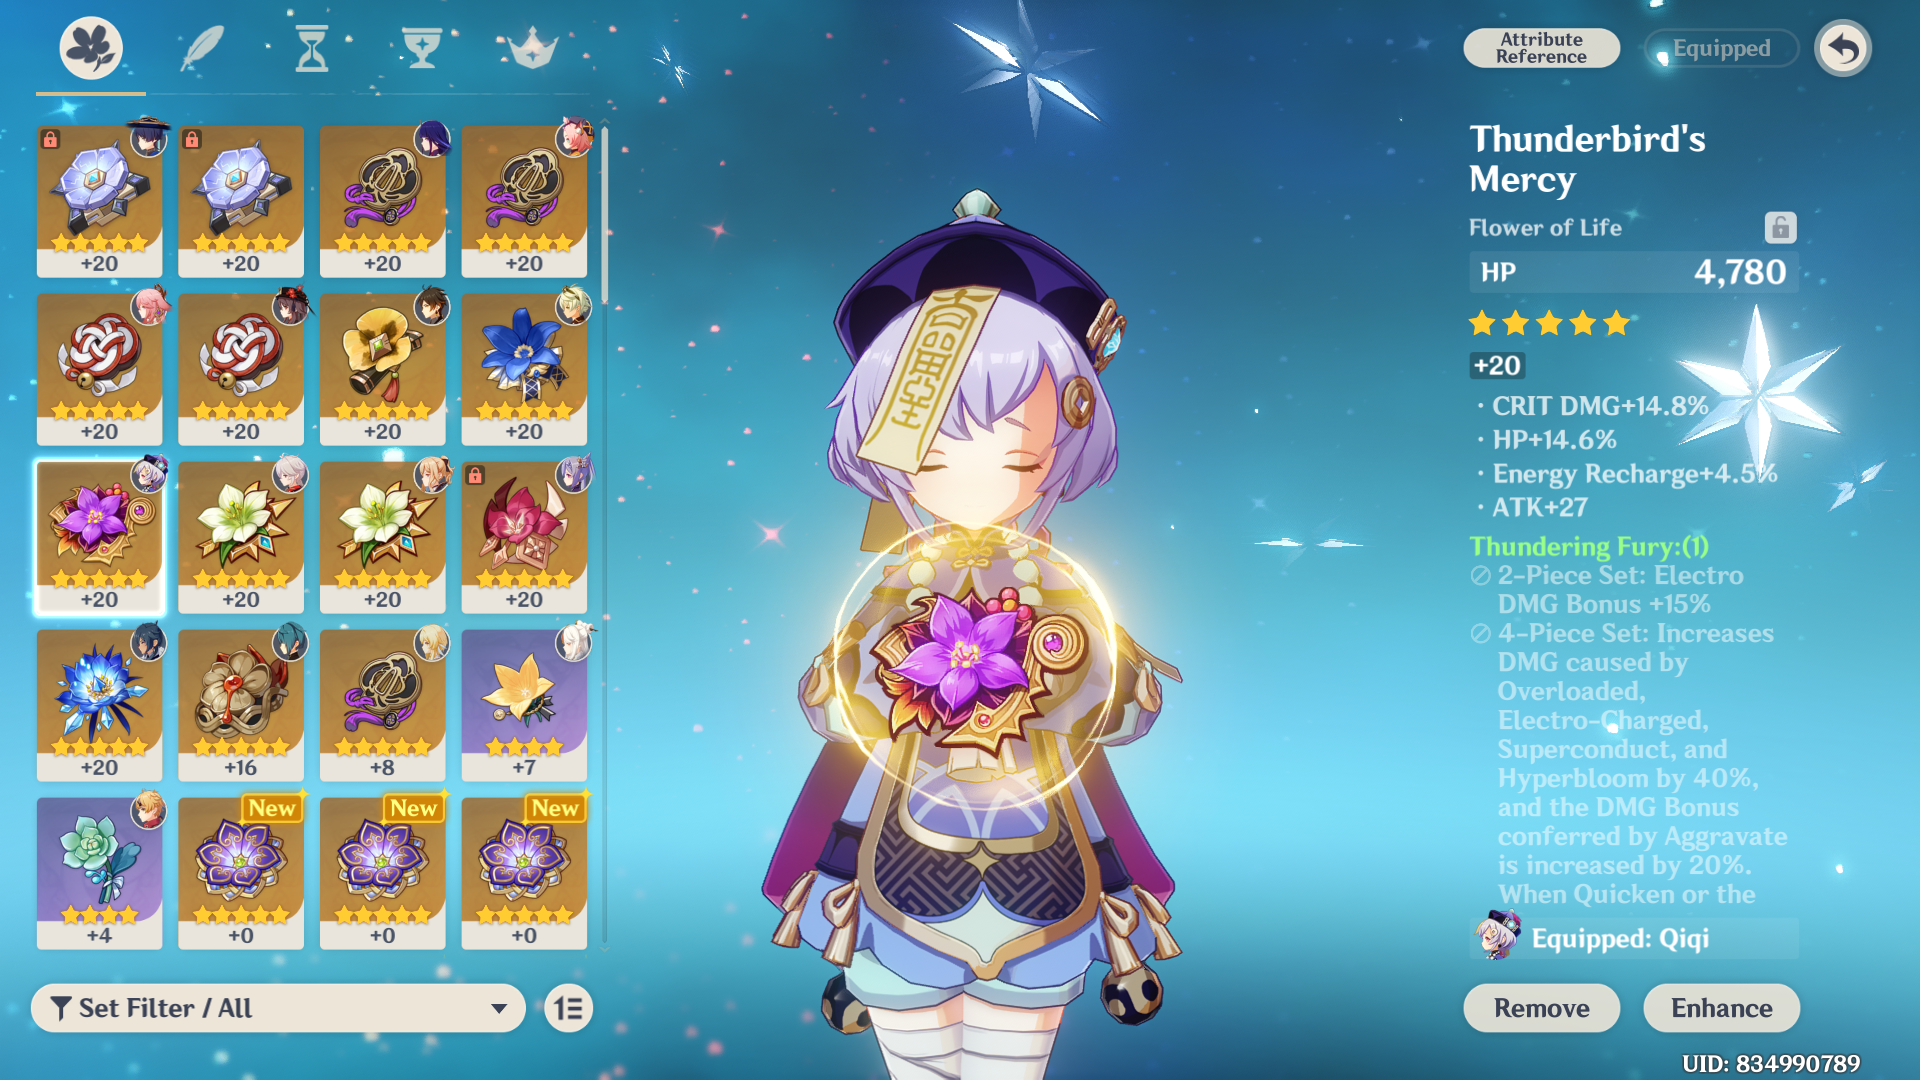 Attribute
Reference
Equipped
Thunderbird's
Mercy
Flower of Life
HP 4,780
+20
· CRIT DMG+14.8%
· HP+14.6%
· Energy Recharge+4.5%
· ATK+27
Thundering Fury:(1)
2-Piece Set: Electro
DMG Bonus +15%
4-Piece Set: Increases
DMG caused by
Overloaded,
Electro-Charged,
Superconduct, and
Hyperbloom by 40%,
and the DMG Bonus
conferred by Aggravate
is increased by 20%.
When Quicken or the
Equipped: Qiqi
Remove Enhance
UID: 834990789
+20 +20 +20 +20
+20 +20 +20 +20
+20 +20 +20 +20
+20 +16 +8 +7
New New New
+4 +0 +0 +0
Set Filter / All